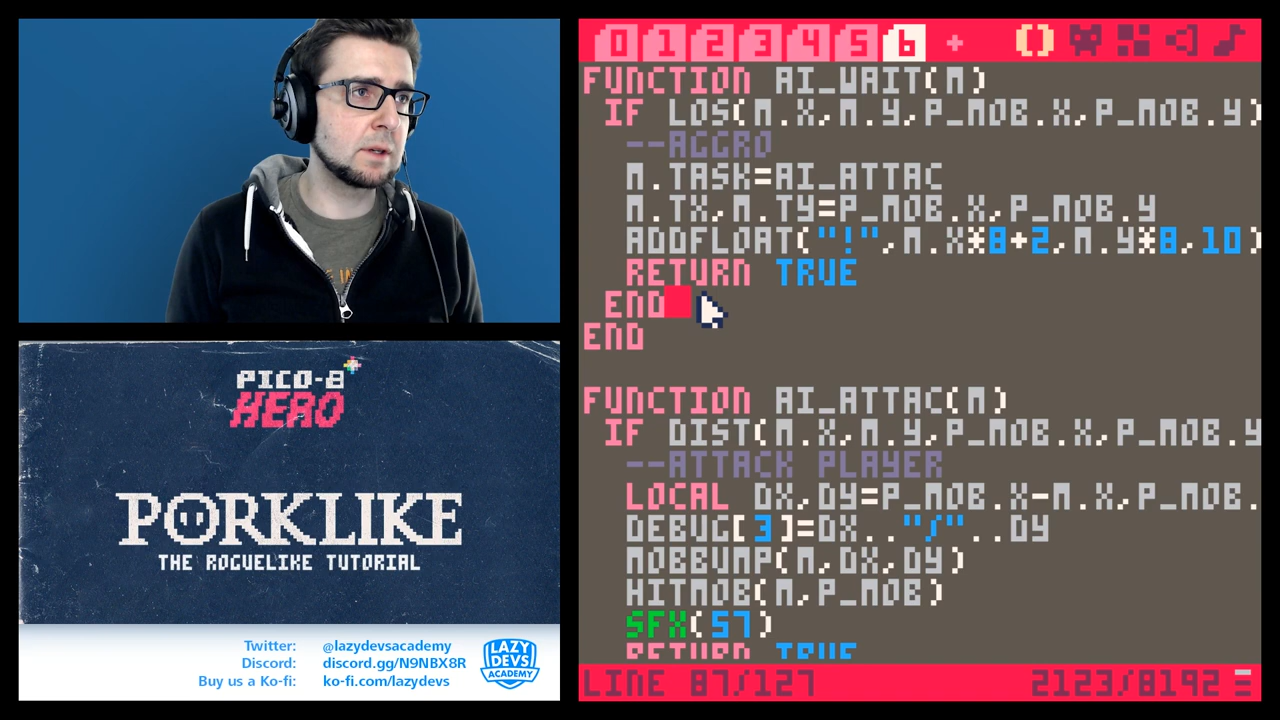 0 1 2 3 4 5 6 +
FUNCTION AI_WAIT(M)
IF LOS(M.X,M.Y,P_MOB.X,P_MOB.Y)
--AGGRO
M.TASK=AI_ATTAC
M.TX,M.TY=P_MOB.X,P_MOB.Y
ADDFLOAT("!",M.X*8+2,M.Y*8,10)
RETURN TRUE
END
END
FUNCTION AI_ATTAC(M)
IF DIST(M.X,M.Y,P_MOB.X,P_MOB.Y
--ATTACK PLAYER
LOCAL DX,DY=P_MOB.X-M.X,P_MOB.
DEBUG[3]=DX.."/"..DY
MOBBUMP(M,DX,DY)
HITMOB(M,P_MOB)
SFX(57)
RETURN TRUE
LINE 87/127 2123/8192
PICO-8
HERO
PORKLIKE
THE ROGUELIKE TUTORIAL
Twitter: @lazydevsacademy
Discord: discord.gg/N9NBX8R
Buy us a Ko-fi: ko-fi.com/lazydevs
LAZY
DEVS
ACADEMY